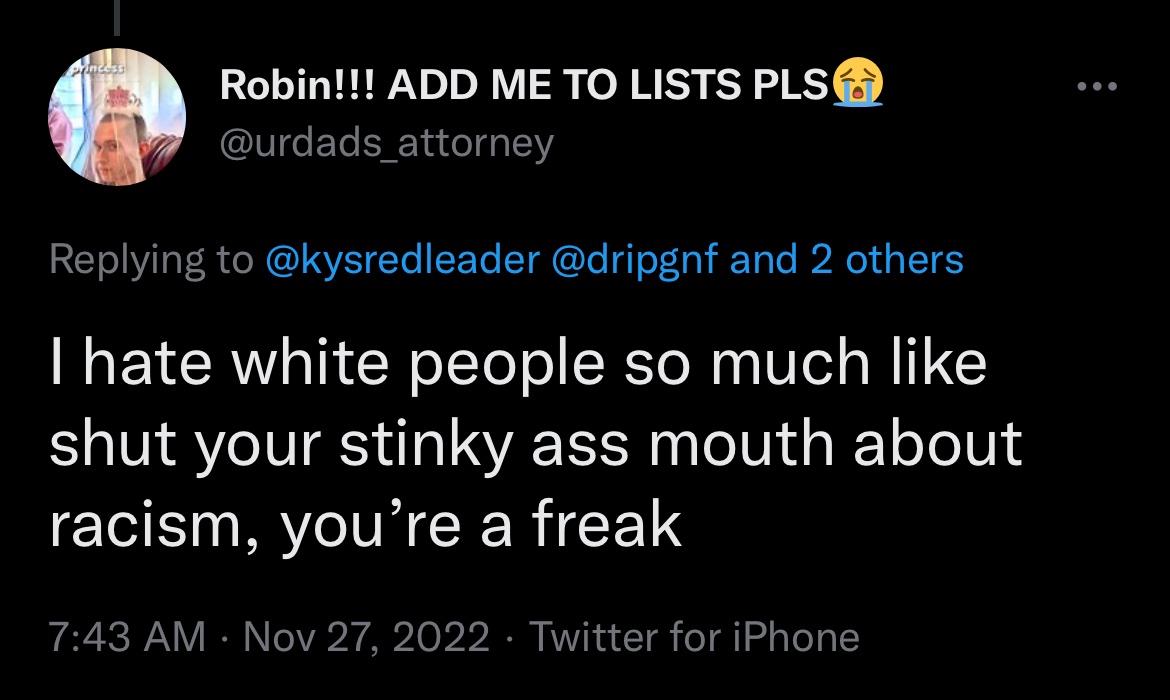 princess
Robin!!! ADD ME TO LISTS PLS😭
@urdads_attorney
Replying to @kysredleader @dripgnf and 2 others
I hate white people so much like
shut your stinky ass mouth about
racism, you’re a freak
7:43 AM · Nov 27, 2022 · Twitter for iPhone